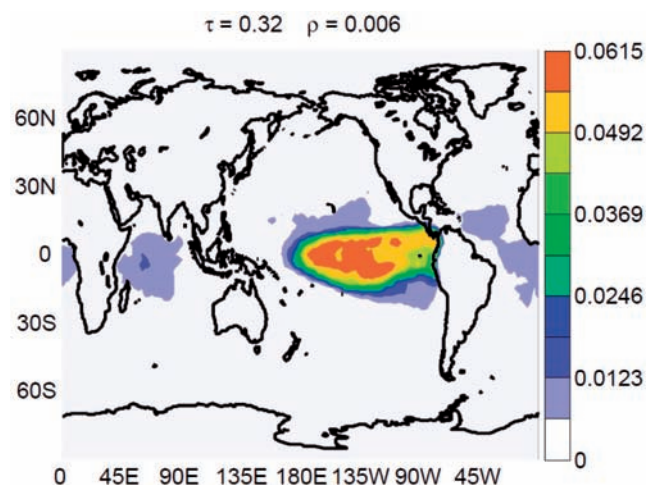 τ = 0.32 ρ = 0.006
0.0615
0.0492
0.0369
0.0246
0.0123
0
60N
30N
0
30S
60S
0 45E 90E 135E 180E 135W 90W 45W